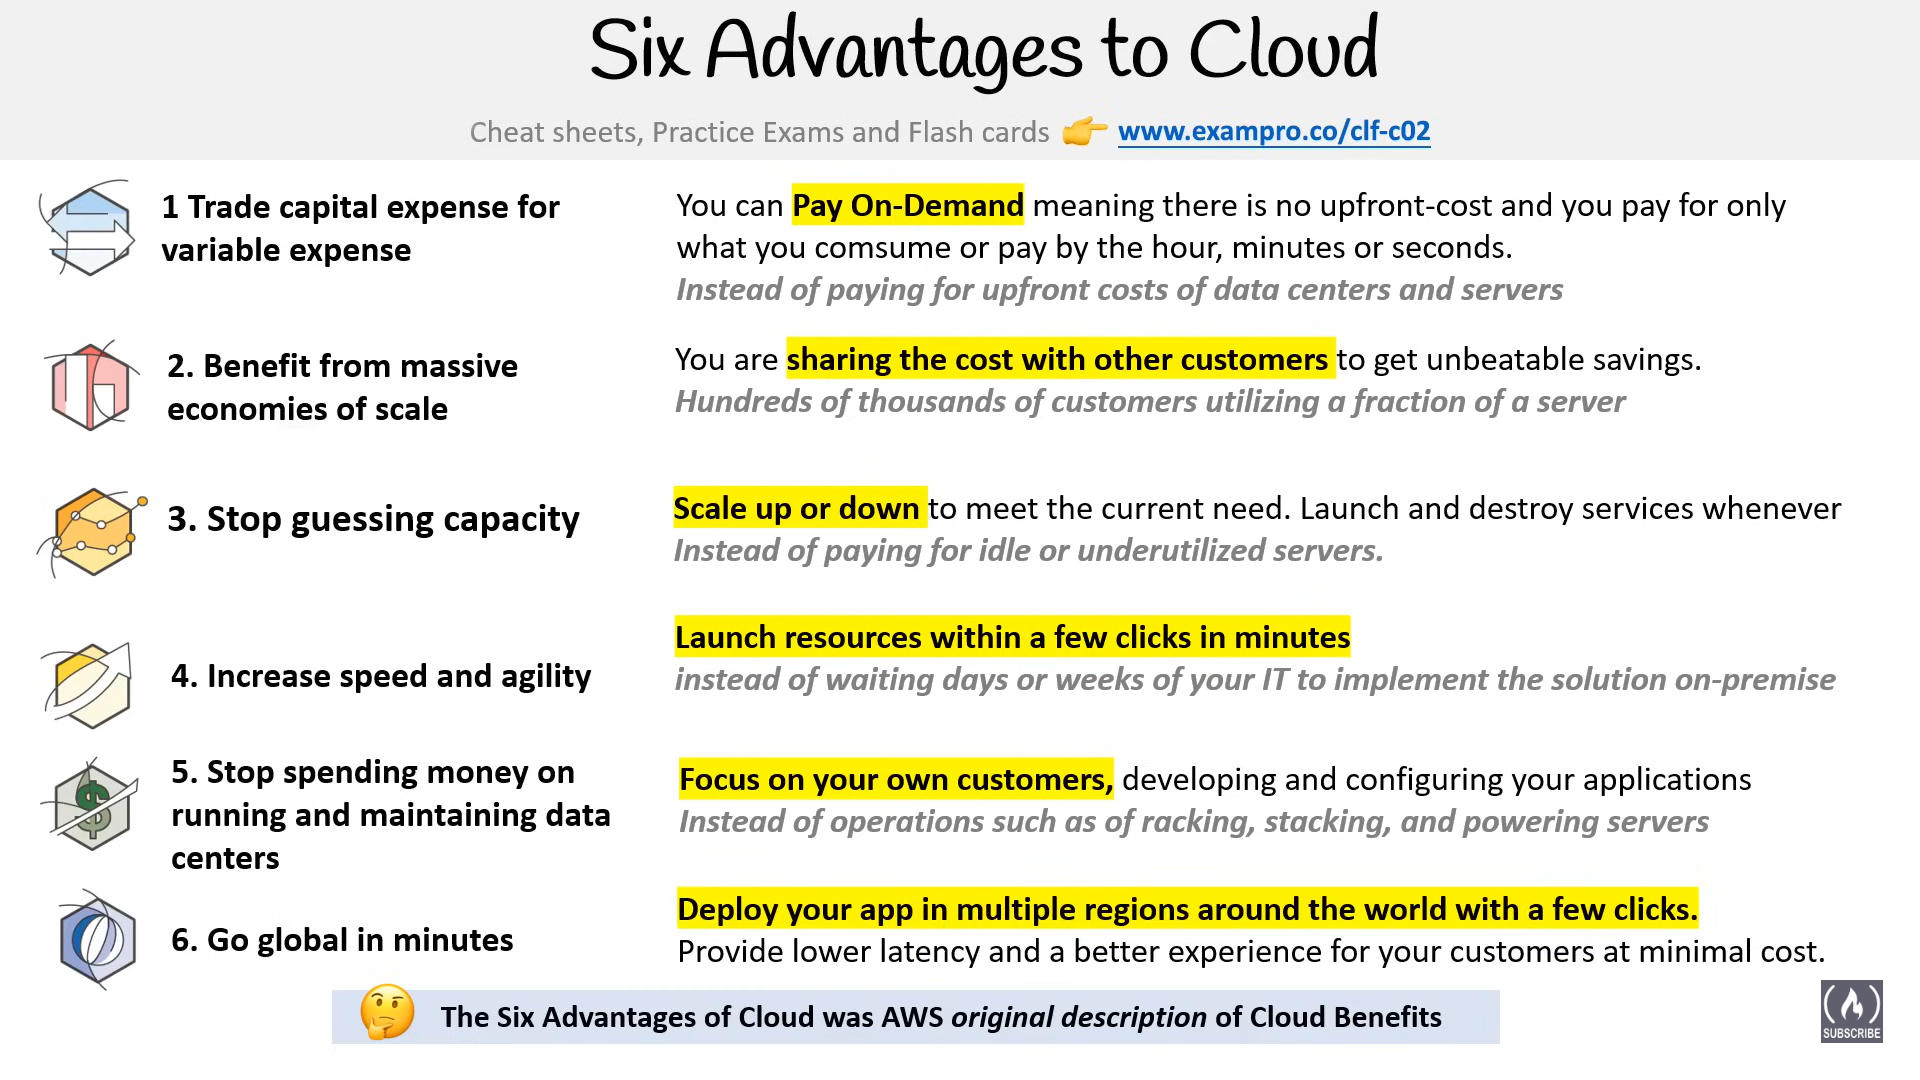 Six Advantages to Cloud
Cheat sheets, Practice Exams and Flash cards 👉 www.exampro.co/clf-c02
1 Trade capital expense for
variable expense
You can Pay On-Demand meaning there is no upfront-cost and you pay for only
what you comsume or pay by the hour, minutes or seconds.
Instead of paying for upfront costs of data centers and servers
2. Benefit from massive
economies of scale
You are sharing the cost with other customers to get unbeatable savings.
Hundreds of thousands of customers utilizing a fraction of a server
3. Stop guessing capacity
Scale up or down to meet the current need. Launch and destroy services whenever
Instead of paying for idle or underutilized servers.
4. Increase speed and agility
Launch resources within a few clicks in minutes
instead of waiting days or weeks of your IT to implement the solution on-premise
5. Stop spending money on
running and maintaining data
centers
Focus on your own customers, developing and configuring your applications
Instead of operations such as of racking, stacking, and powering servers
6. Go global in minutes
Deploy your app in multiple regions around the world with a few clicks.
Provide lower latency and a better experience for your customers at minimal cost.
🤔 The Six Advantages of Cloud was AWS original description of Cloud Benefits
SUBSCRIBE